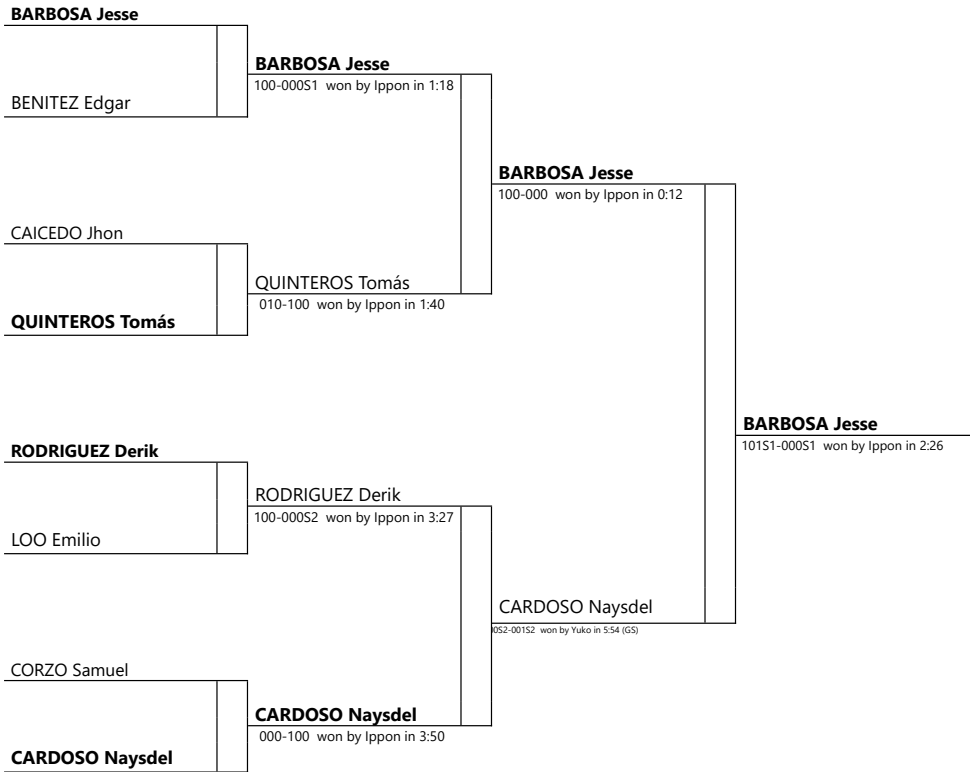 BARBOSA Jesse
BARBOSA Jesse
100-000S1 won by Ippon in 1:18
BENITEZ Edgar
BARBOSA Jesse
100-000 won by Ippon in 0:12
CAICEDO Jhon
QUINTEROS Tomás
010-100 won by Ippon in 1:40
QUINTEROS Tomás
BARBOSA Jesse
101S1-000S1 won by Ippon in 2:26
RODRIGUEZ Derik
RODRIGUEZ Derik
100-000S2 won by Ippon in 3:27
LOO Emilio
CARDOSO Naysdel
won by Yuko in 5:54 (GS)
CORZO Samuel
CARDOSO Naysdel
000-100 won by Ippon in 3:50
CARDOSO Naysdel